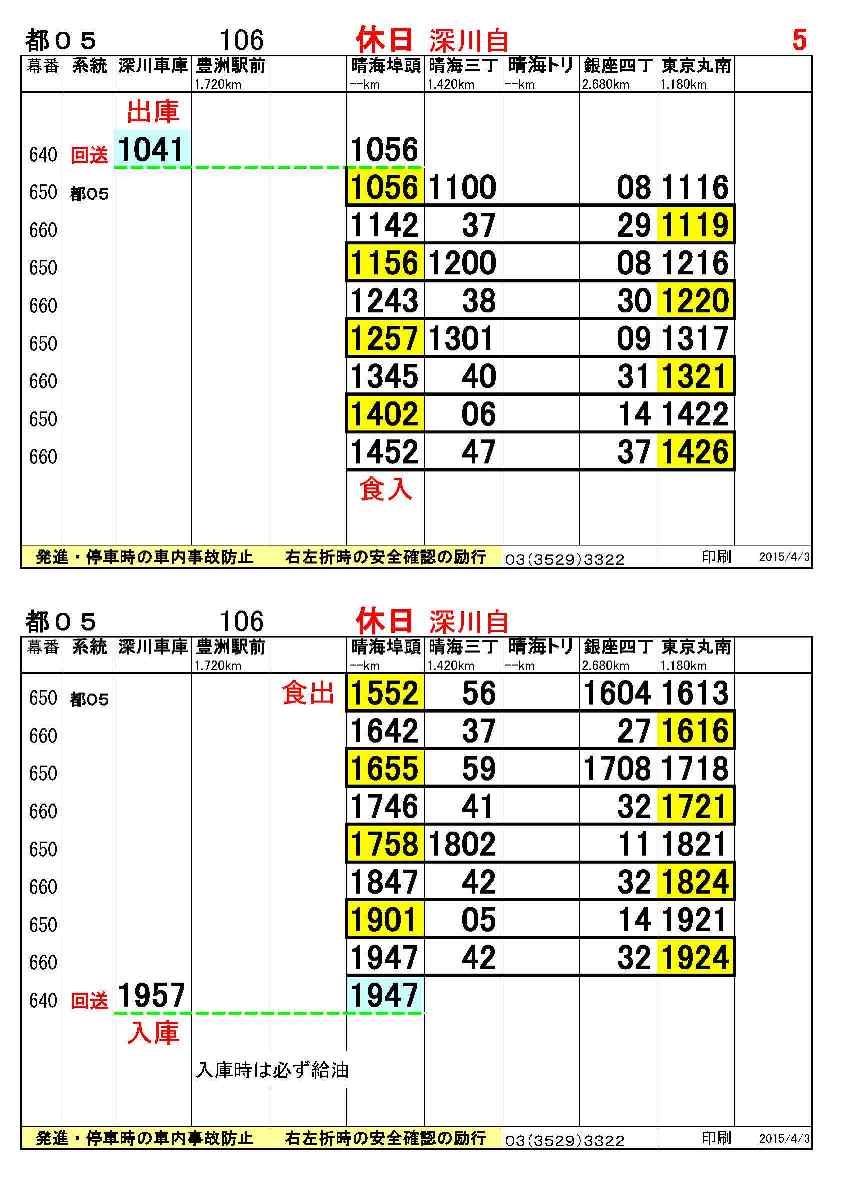 都05 106 休日 深川自 5
幕番 系統 深川車庫 豊洲駅前 晴海埠頭 晴海三丁 晴海トリ 銀座四丁 東京丸南
1.720km --km 1.420km --km 2.680km 1.180km
出庫
640 回送 1041 1056
650 都05 1056 1100 08 1116
660 1142 37 29 1119
650 1156 1200 08 1216
660 1243 38 30 1220
650 1257 1301 09 1317
660 1345 40 31 1321
650 1402 06 14 1422
660 1452 47 37 1426
食入
発進・停車時の車内事故防止 右左折時の安全確認の励行 03(3529)3322 印刷 2015/4/3
都05 106 休日 深川自
幕番 系統 深川車庫 豊洲駅前 晴海埠頭 晴海三丁 晴海トリ 銀座四丁 東京丸南
1.720km --km 1.420km --km 2.680km 1.180km
650 都05 食出 1552 56 1604 1613
660 1642 37 27 1616
650 1655 59 1708 1718
660 1746 41 32 1721
650 1758 1802 11 1821
660 1847 42 32 1824
650 1901 05 14 1921
660 1947 42 32 1924
640 回送 1957 1947
入庫
入庫時は必ず給油
発進・停車時の車内事故防止 右左折時の安全確認の励行 03(3529)3322 印刷 2015/4/3